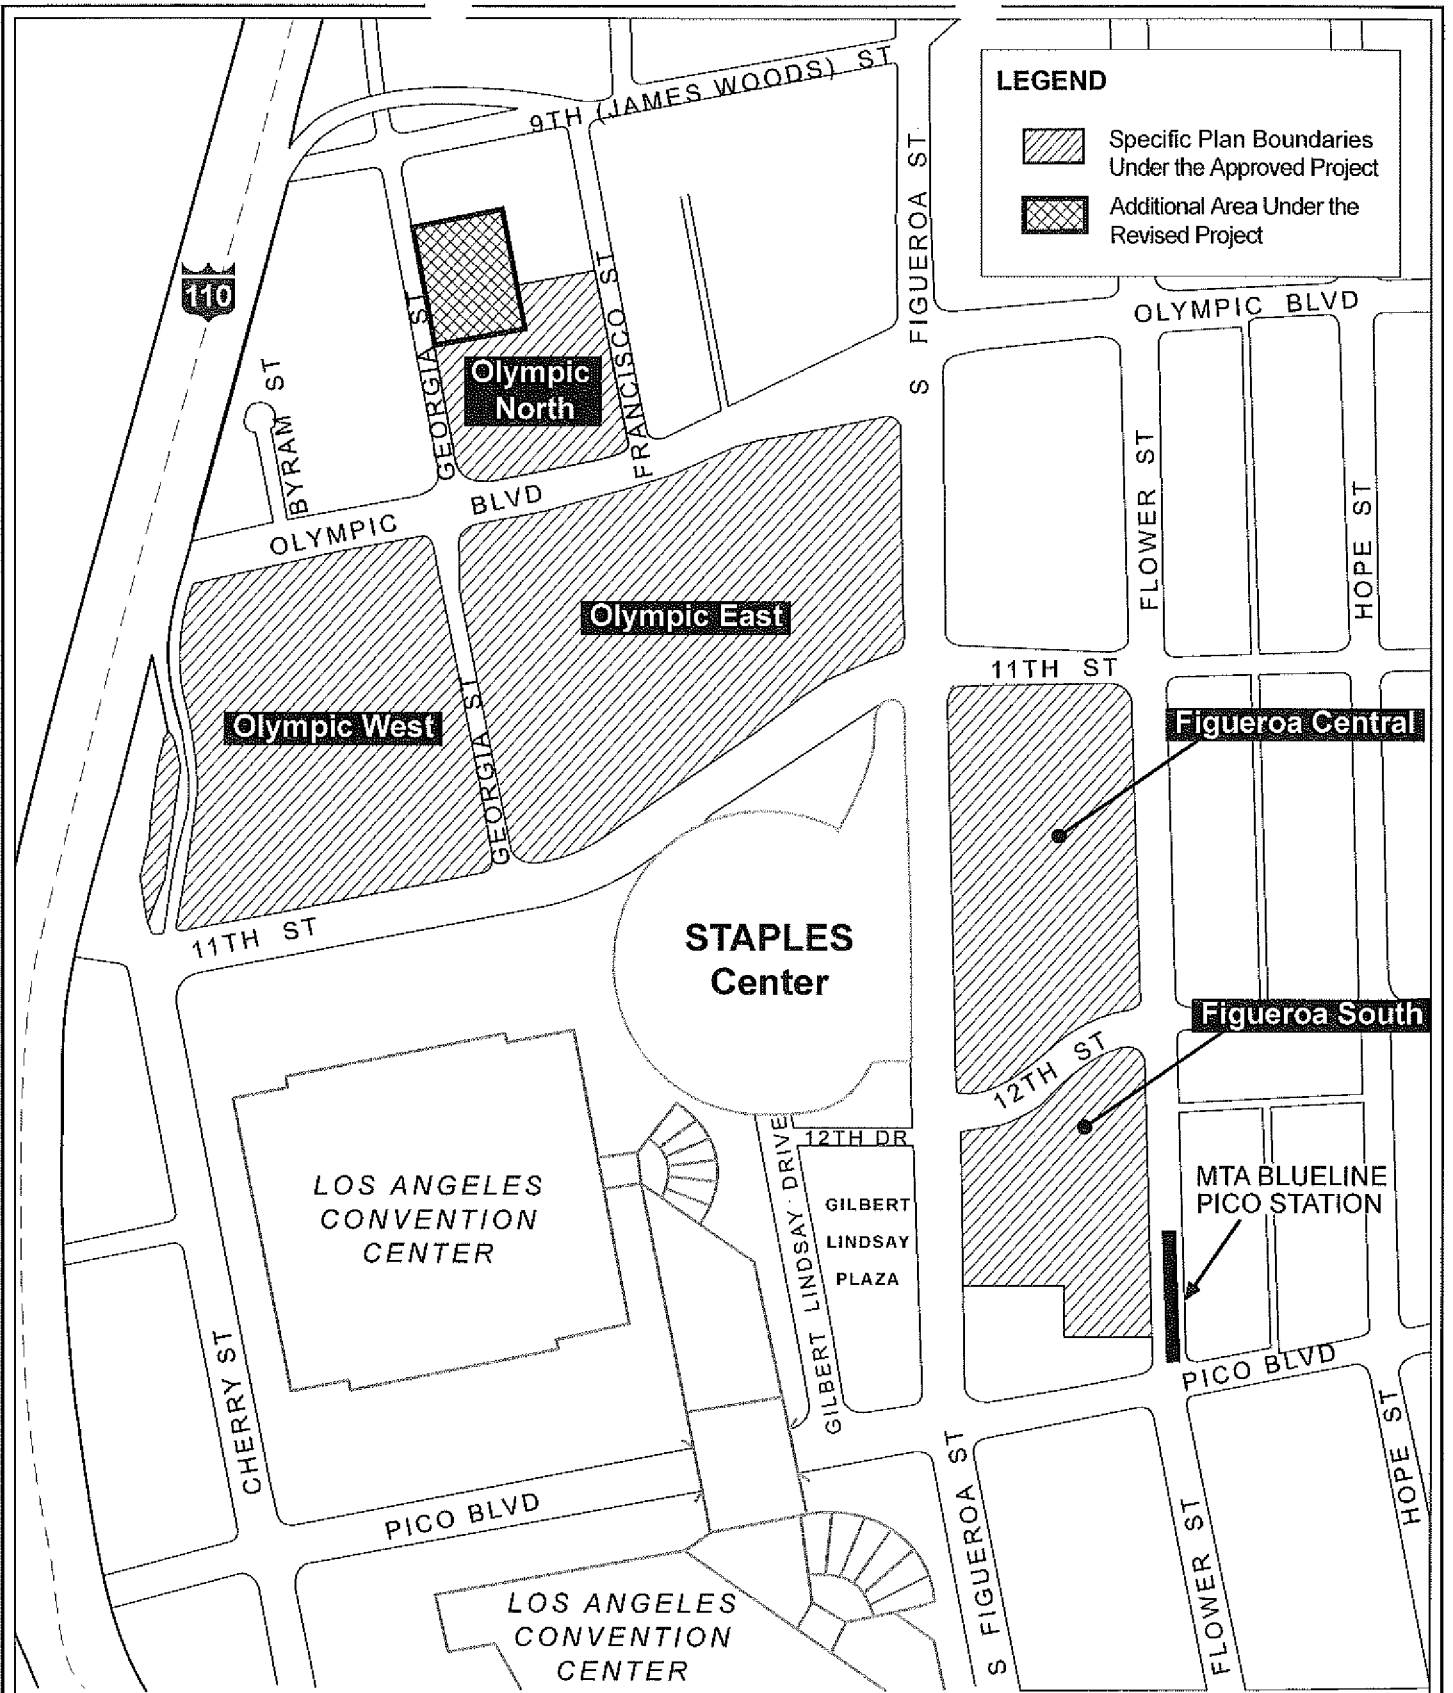 9TH (JAMES WOODS) ST
LEGEND
Specific Plan Boundaries
Under the Approved Project
Additional Area Under the
Revised Project
S FIGUEROA ST
110
GEORGIA ST
FRANCISCO ST
OLYMPIC BLVD
BYRAM ST
Olympic
North
OLYMPIC BLVD
FLOWER ST
HOPE ST
Olympic East
11TH ST
Olympic West
GEORGIA ST
GEORGIA ST
Figueroa Central
11TH ST
STAPLES
Center
Figueroa South
12TH ST
12TH DR
GILBERT LINDSAY DRIVE
GILBERT
LINDSAY
PLAZA
GILBERT
MTA BLUELINE
PICO STATION
LOS ANGELES
CONVENTION
CENTER
CHERRY ST
PICO BLVD
PICO BLVD
HOPE ST
S FIGUEROA ST
FLOWER ST
LOS ANGELES
CONVENTION
CENTER